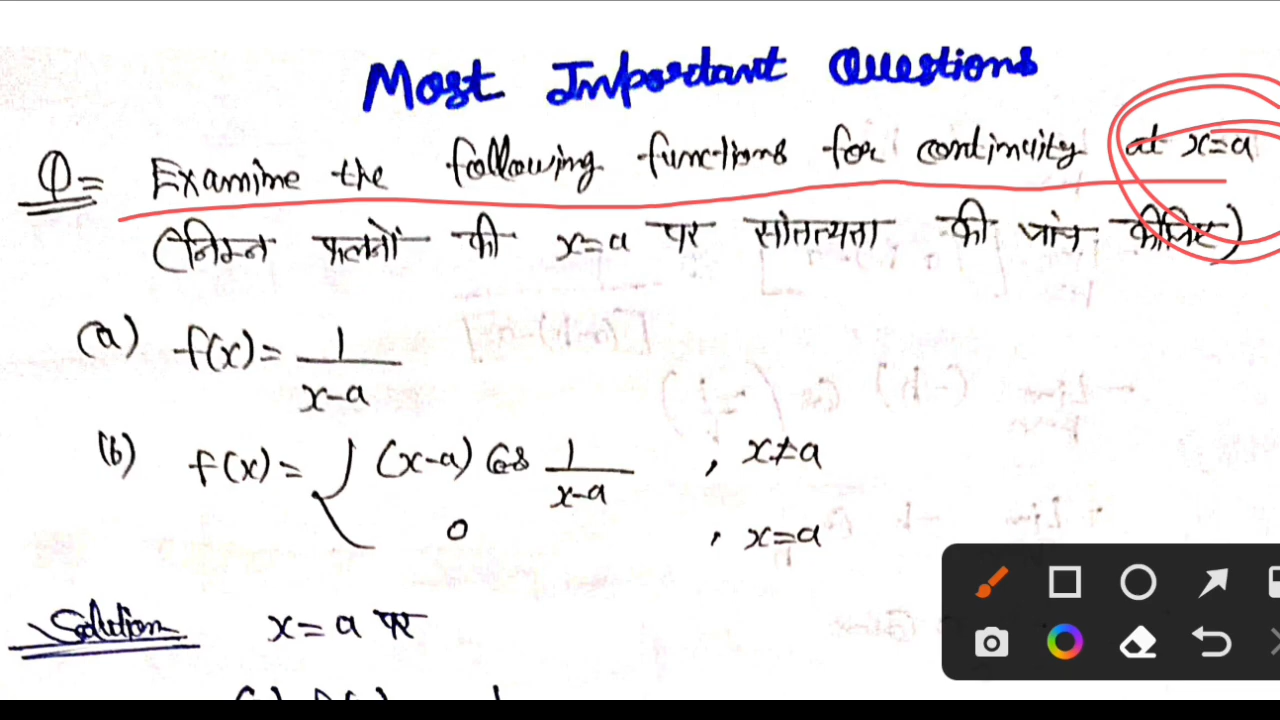 Most Important Questions
Q= Examine the following functions for continuity at x=a
(निम्न फलनों की x=a पर सांतत्यता की जांच कीजिए)
(a) f(x)= 1/(x-a)
(b) f(x)= { (x-a) Cos 1/(x-a) , x≠a
0 , x=a
Solution x=a पर